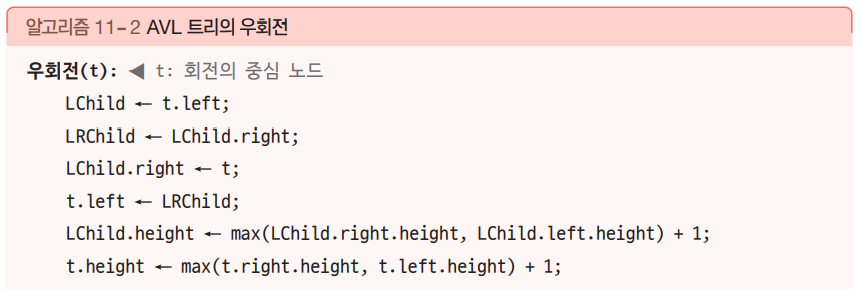 알고리즘 11-2 AVL 트리의 우회전
우회전(t): ◀ t: 회전의 중심 노드
LChild ← t.left;
LRChild ← LChild.right;
LChild.right ← t;
t.left ← LRChild;
LChild.height ← max(LChild.right.height, LChild.left.height) + 1;
t.height ← max(t.right.height, t.left.height) + 1;